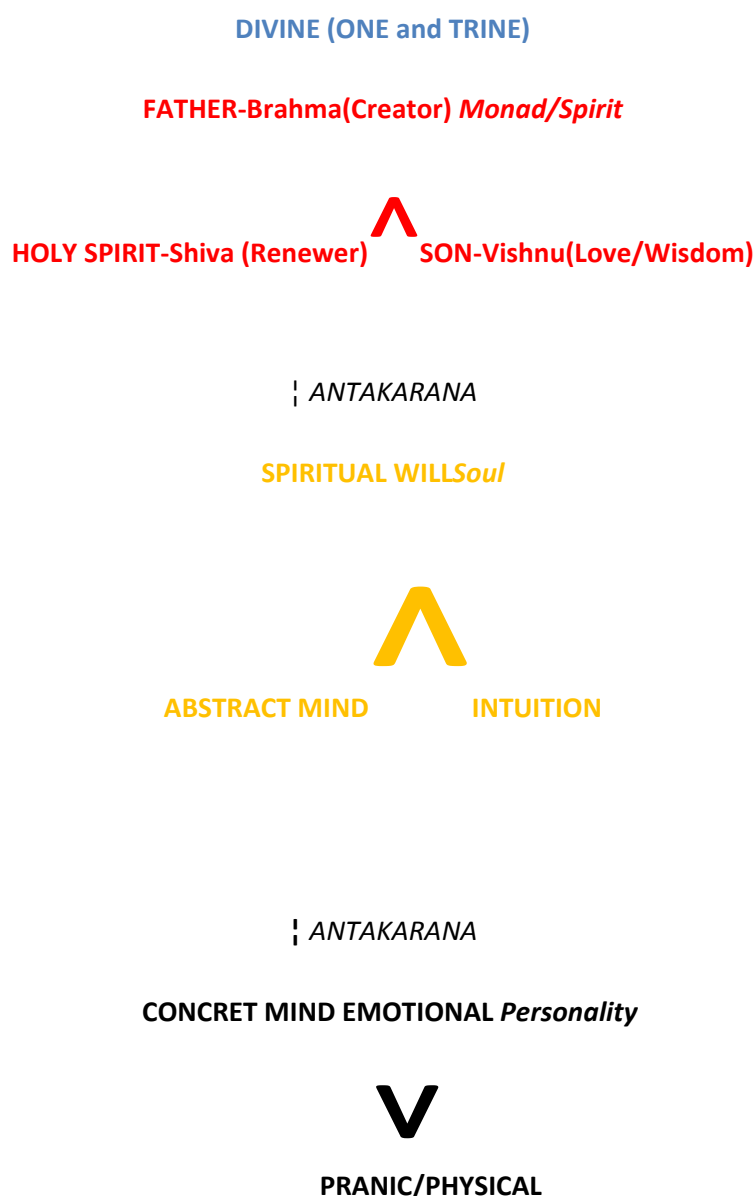 DIVINE (ONE and TRINE)
FATHER-Brahma(Creator) Monad/Spirit
HOLY SPIRIT-Shiva (Renewer) ^ SON-Vishnu(Love/Wisdom)
¦ ANTAKARANA
SPIRITUAL WILLSoul
^
ABSTRACT MIND INTUITION
¦ ANTAKARANA
CONCRET MIND EMOTIONAL Personality
V
PRANIC/PHYSICAL